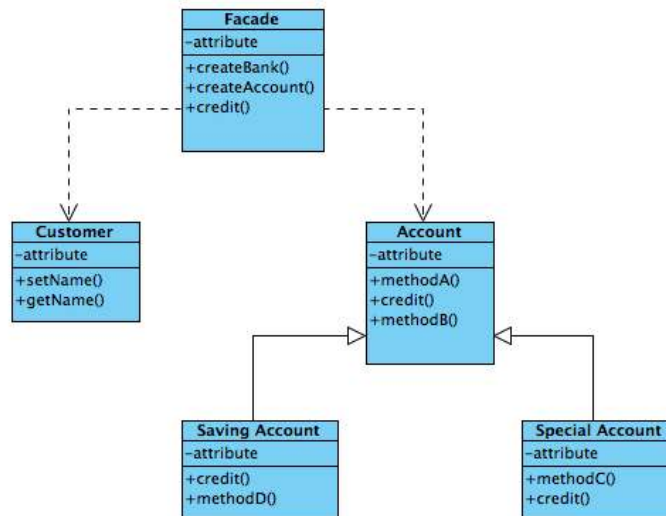 Facade
-attribute
+createBank()
+createAccount()
+credit()
Customer
-attribute
+setName()
+getName()
Account
-attribute
+methodA()
+credit()
+methodB()
Saving Account
-attribute
+credit()
+methodD()
Special Account
-attribute
+methodC()
+credit()